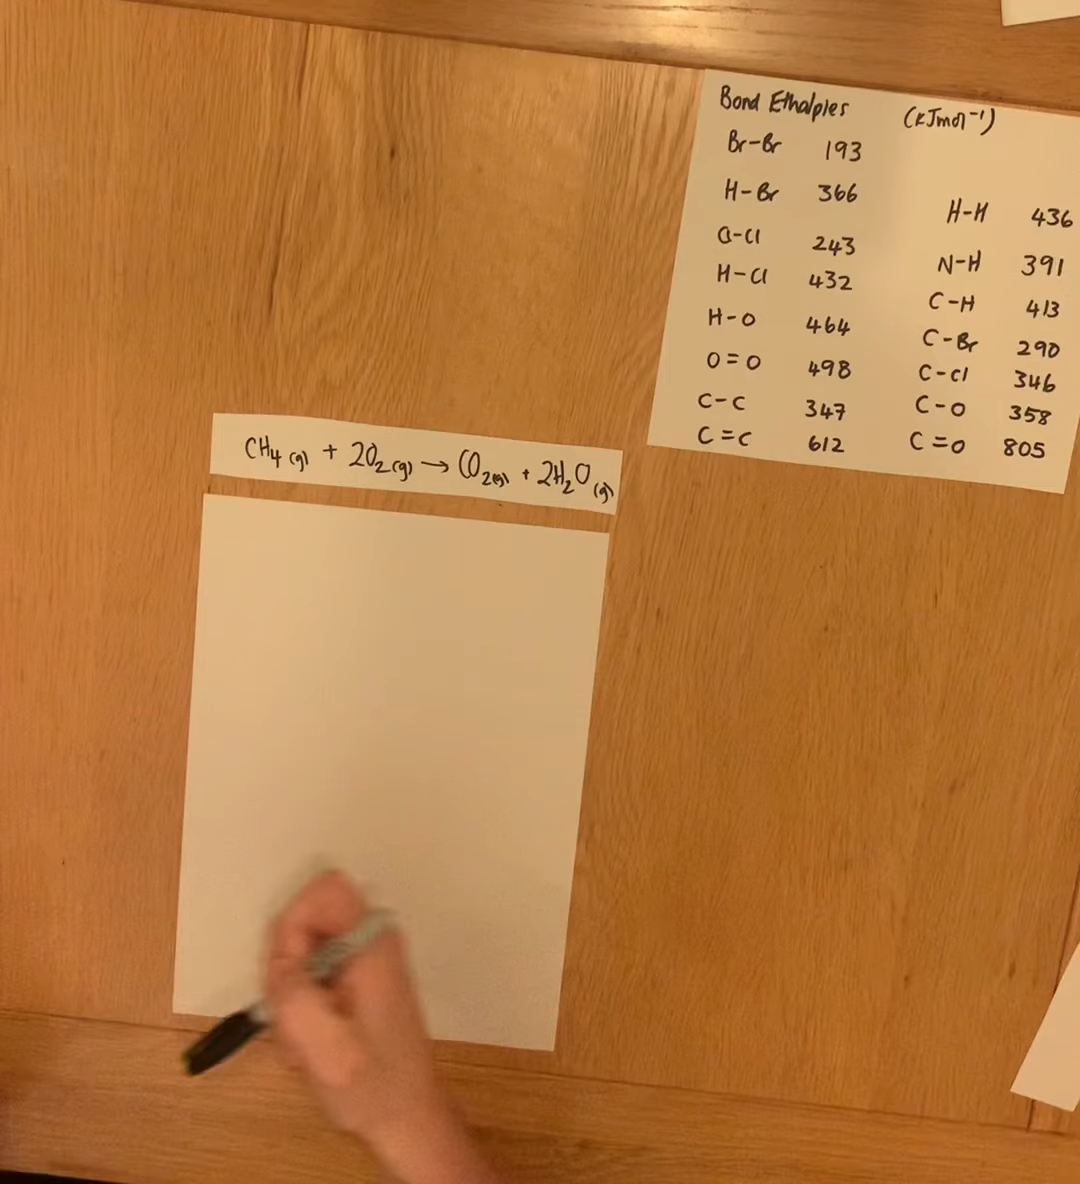 Bond Ethalpies (kJmol⁻¹)
Br-Br 193
H-Br 366
Cl-Cl 243
H-Cl 432
H-O 464
O=O 498
C-C 347
C=C 612
H-H 436
N-H 391
C-H 413
C-Br 290
C-Cl 346
C-O 358
C=O 805
CH₄(g) + 2O₂(g) → CO₂(g) + 2H₂O(g)